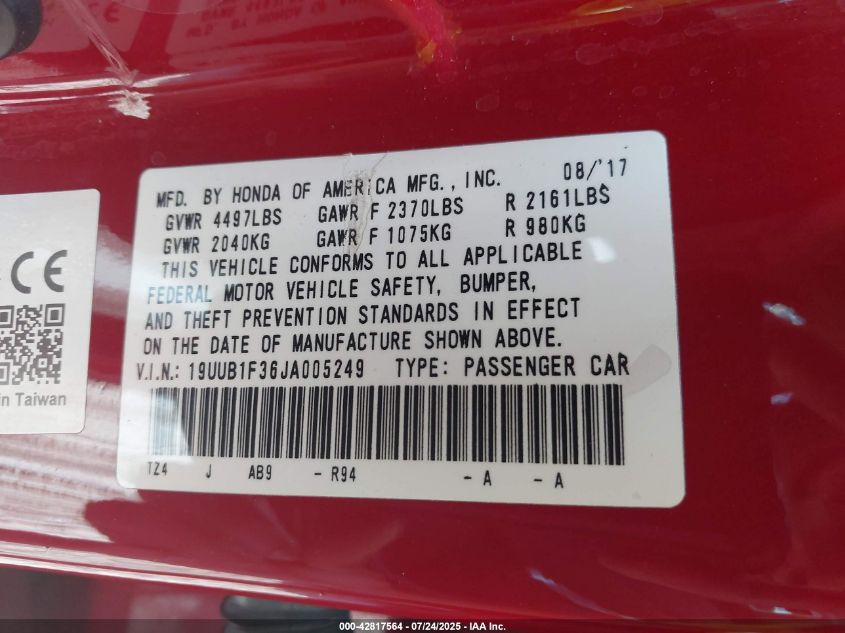 MFD. BY HONDA OF AMERICA MFG., INC. 08/'17
GVWR 4497LBS GAWR F 2370LBS R 2161LBS
GVWR 2040KG GAWR F 1075KG R 980KG
THIS VEHICLE CONFORMS TO ALL APPLICABLE
FEDERAL MOTOR VEHICLE SAFETY, BUMPER,
AND THEFT PREVENTION STANDARDS IN EFFECT
ON THE DATE OF MANUFACTURE SHOWN ABOVE.
V.I.N.: 19UUB1F36JA005249 TYPE: PASSENGER CAR
TZ4 J AB9 - R94 - A - A
CE
in Taiwan
000-42817564 - 07/24/2025 - IAA Inc.